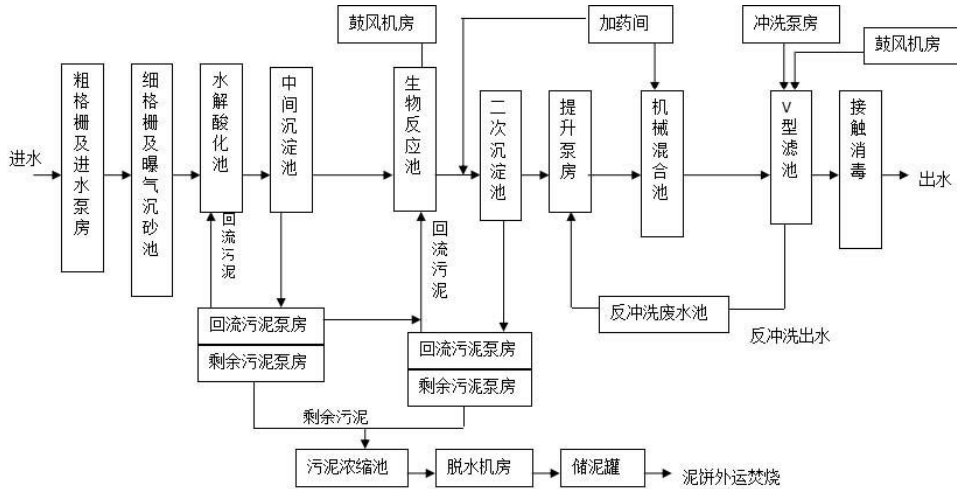 鼓风机房
加药间
冲洗泵房
鼓风机房
进水
粗格栅及进水泵房
细格栅及曝气沉砂池
水解酸化池
中间沉淀池
生物反应池
二次沉淀池
提升泵房
机械混合池
V型滤池
接触消毒
出水
回流污泥
回流污泥
回流污泥泵房
剩余污泥泵房
回流污泥泵房
剩余污泥泵房
反冲洗废水池
反冲洗出水
剩余污泥
污泥浓缩池
脱水机房
储泥罐
泥饼外运焚烧